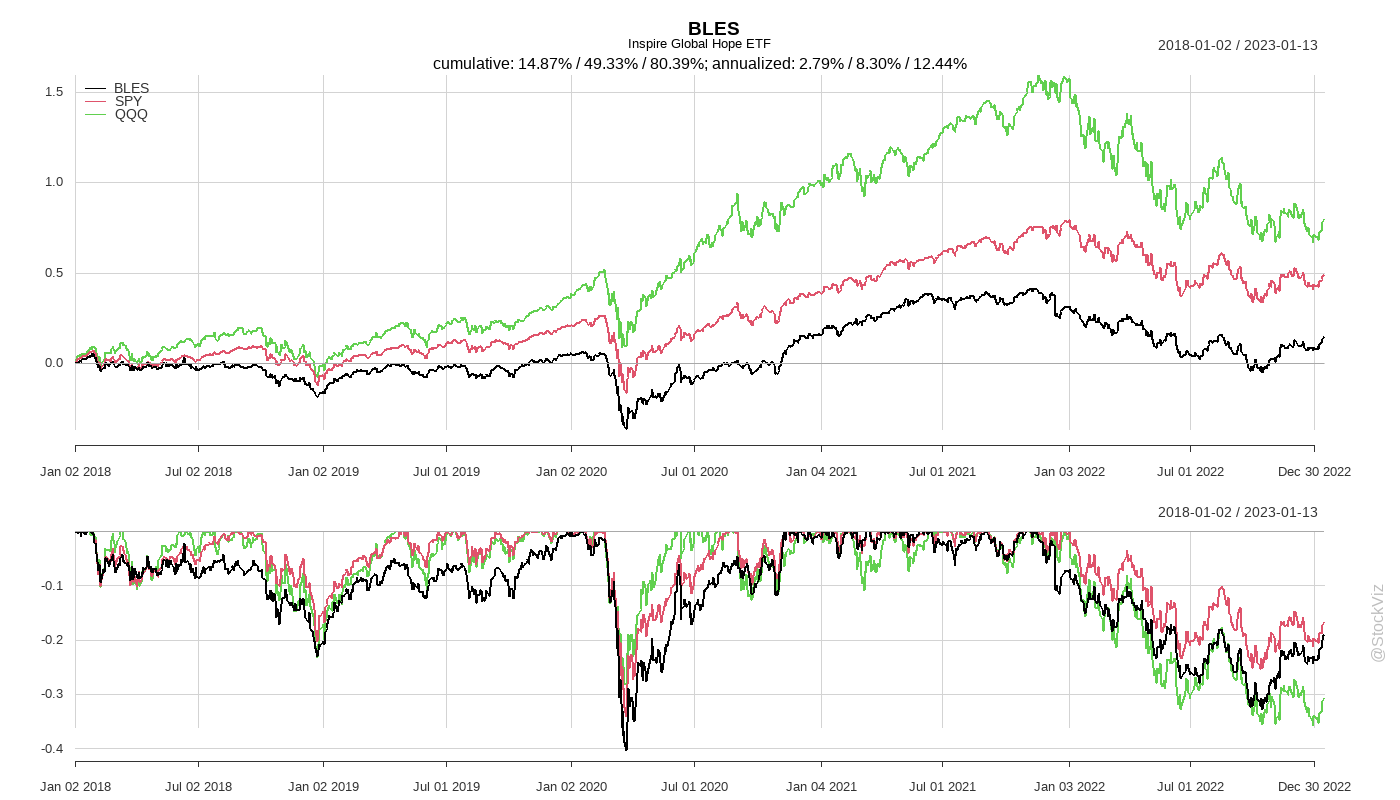 BLES
Inspire Global Hope ETF
2018-01-02 / 2023-01-13
cumulative: 14.87% / 49.33% / 80.39%; annualized: 2.79% / 8.30% / 12.44%
BLES
SPY
QQQ
1.5
1.0
0.5
0.0
Jan 02 2018 Jul 02 2018 Jan 02 2019 Jul 01 2019 Jan 02 2020 Jul 01 2020 Jan 04 2021 Jul 01 2021 Jan 03 2022 Jul 01 2022 Dec 30 2022
2018-01-02 / 2023-01-13
-0.1
-0.2
-0.3
-0.4
Jan 02 2018 Jul 02 2018 Jan 02 2019 Jul 01 2019 Jan 02 2020 Jul 01 2020 Jan 04 2021 Jul 01 2021 Jan 03 2022 Jul 01 2022 Dec 30 2022
@StockViz